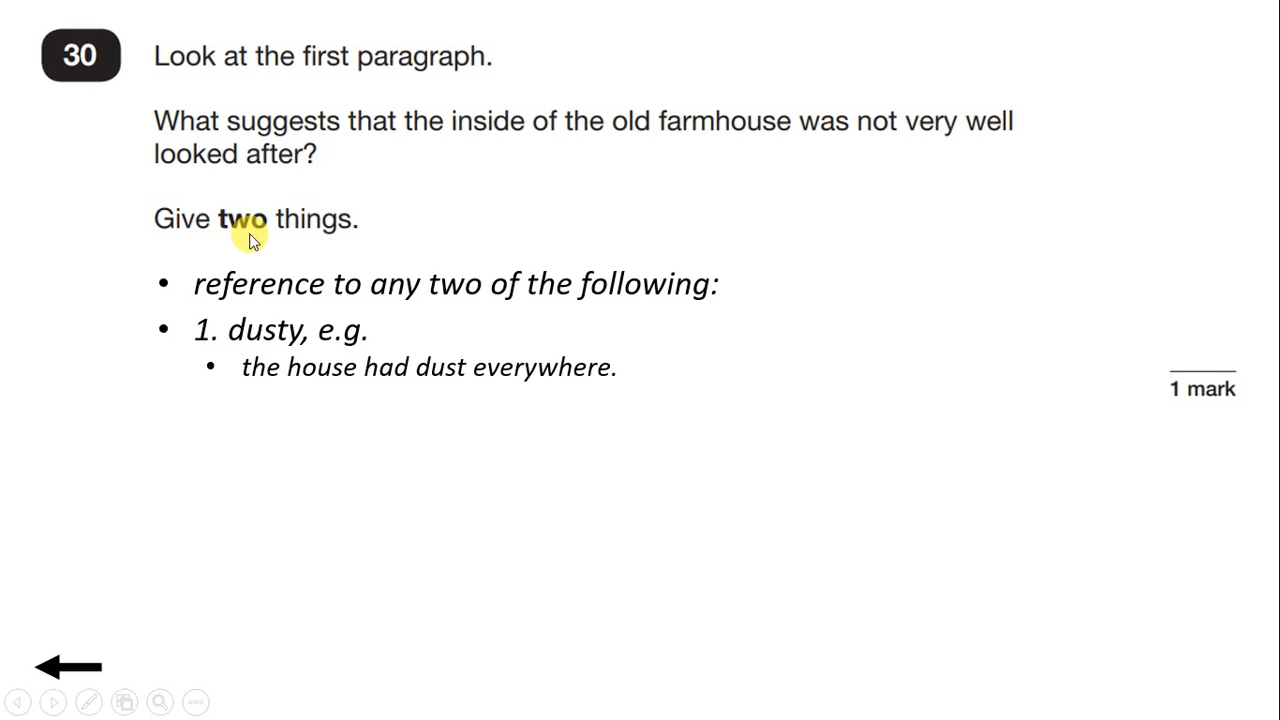 30
Look at the first paragraph.
What suggests that the inside of the old farmhouse was not very well
looked after?
Give two things.
• reference to any two of the following:
• 1. dusty, e.g.
• the house had dust everywhere.
1 mark